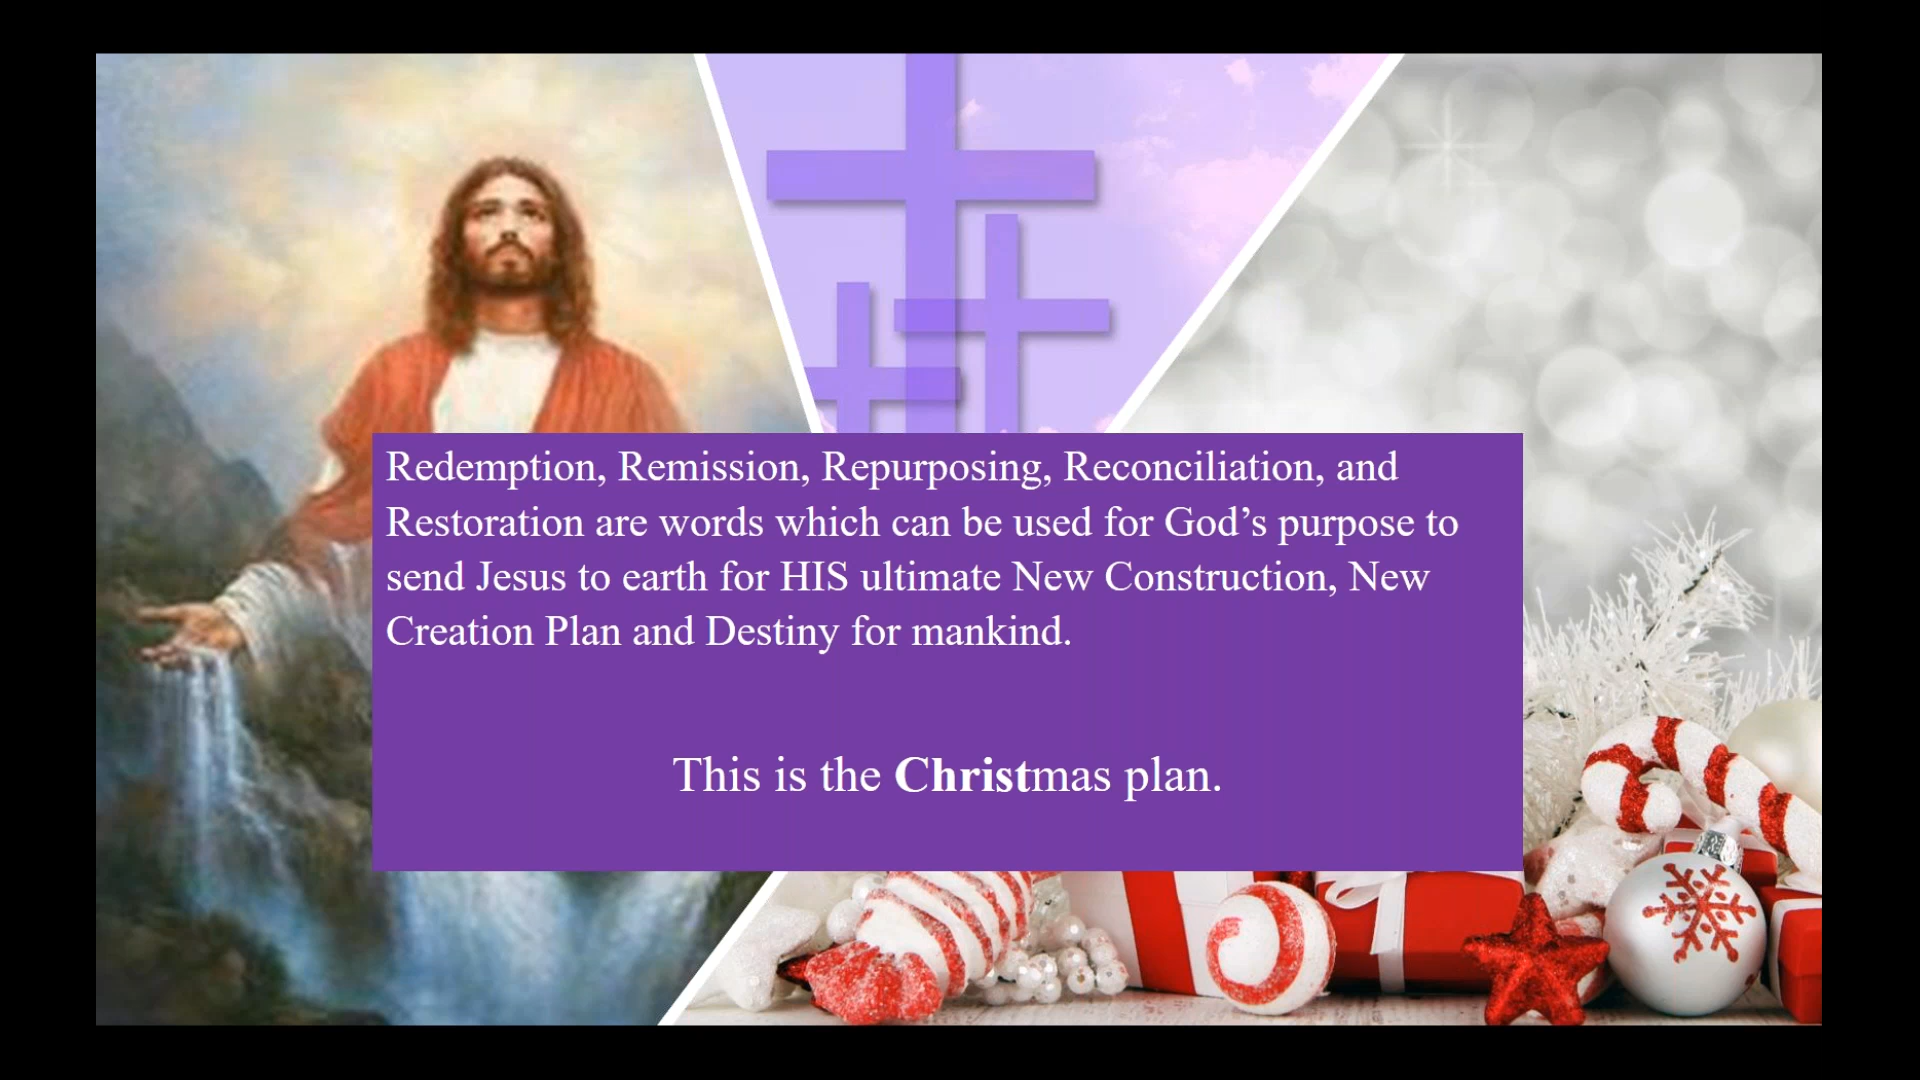 Redemption, Remission, Repurposing, Reconciliation, and
Restoration are words which can be used for God’s purpose to
send Jesus to earth for HIS ultimate New Construction, New
Creation Plan and Destiny for mankind.
This is the Christmas plan.